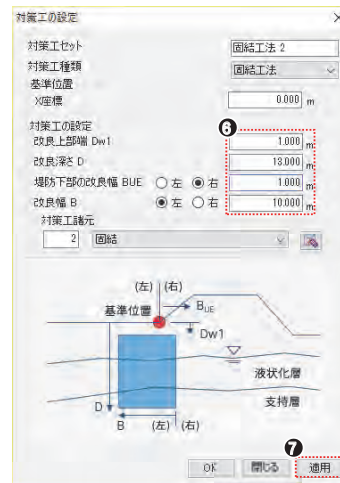 対策工の設定
対策工セット 固結工法 2
対策工種類 固結工法
基準位置
X座標 0.000 m
対策工の設定 ❻
改良上部端 Dw1 1.000 m
改良深さ D 13.000 m
堤防下部の改良幅 BUE 左 右 1.000 m
改良幅 B 左 右 10.000 m
対策工諸元
2 固結
(左) (右)
基準位置 BUE
Dw1
液状化層
支持層
D
B (左) (右)
❼
OK 閉じる 適用